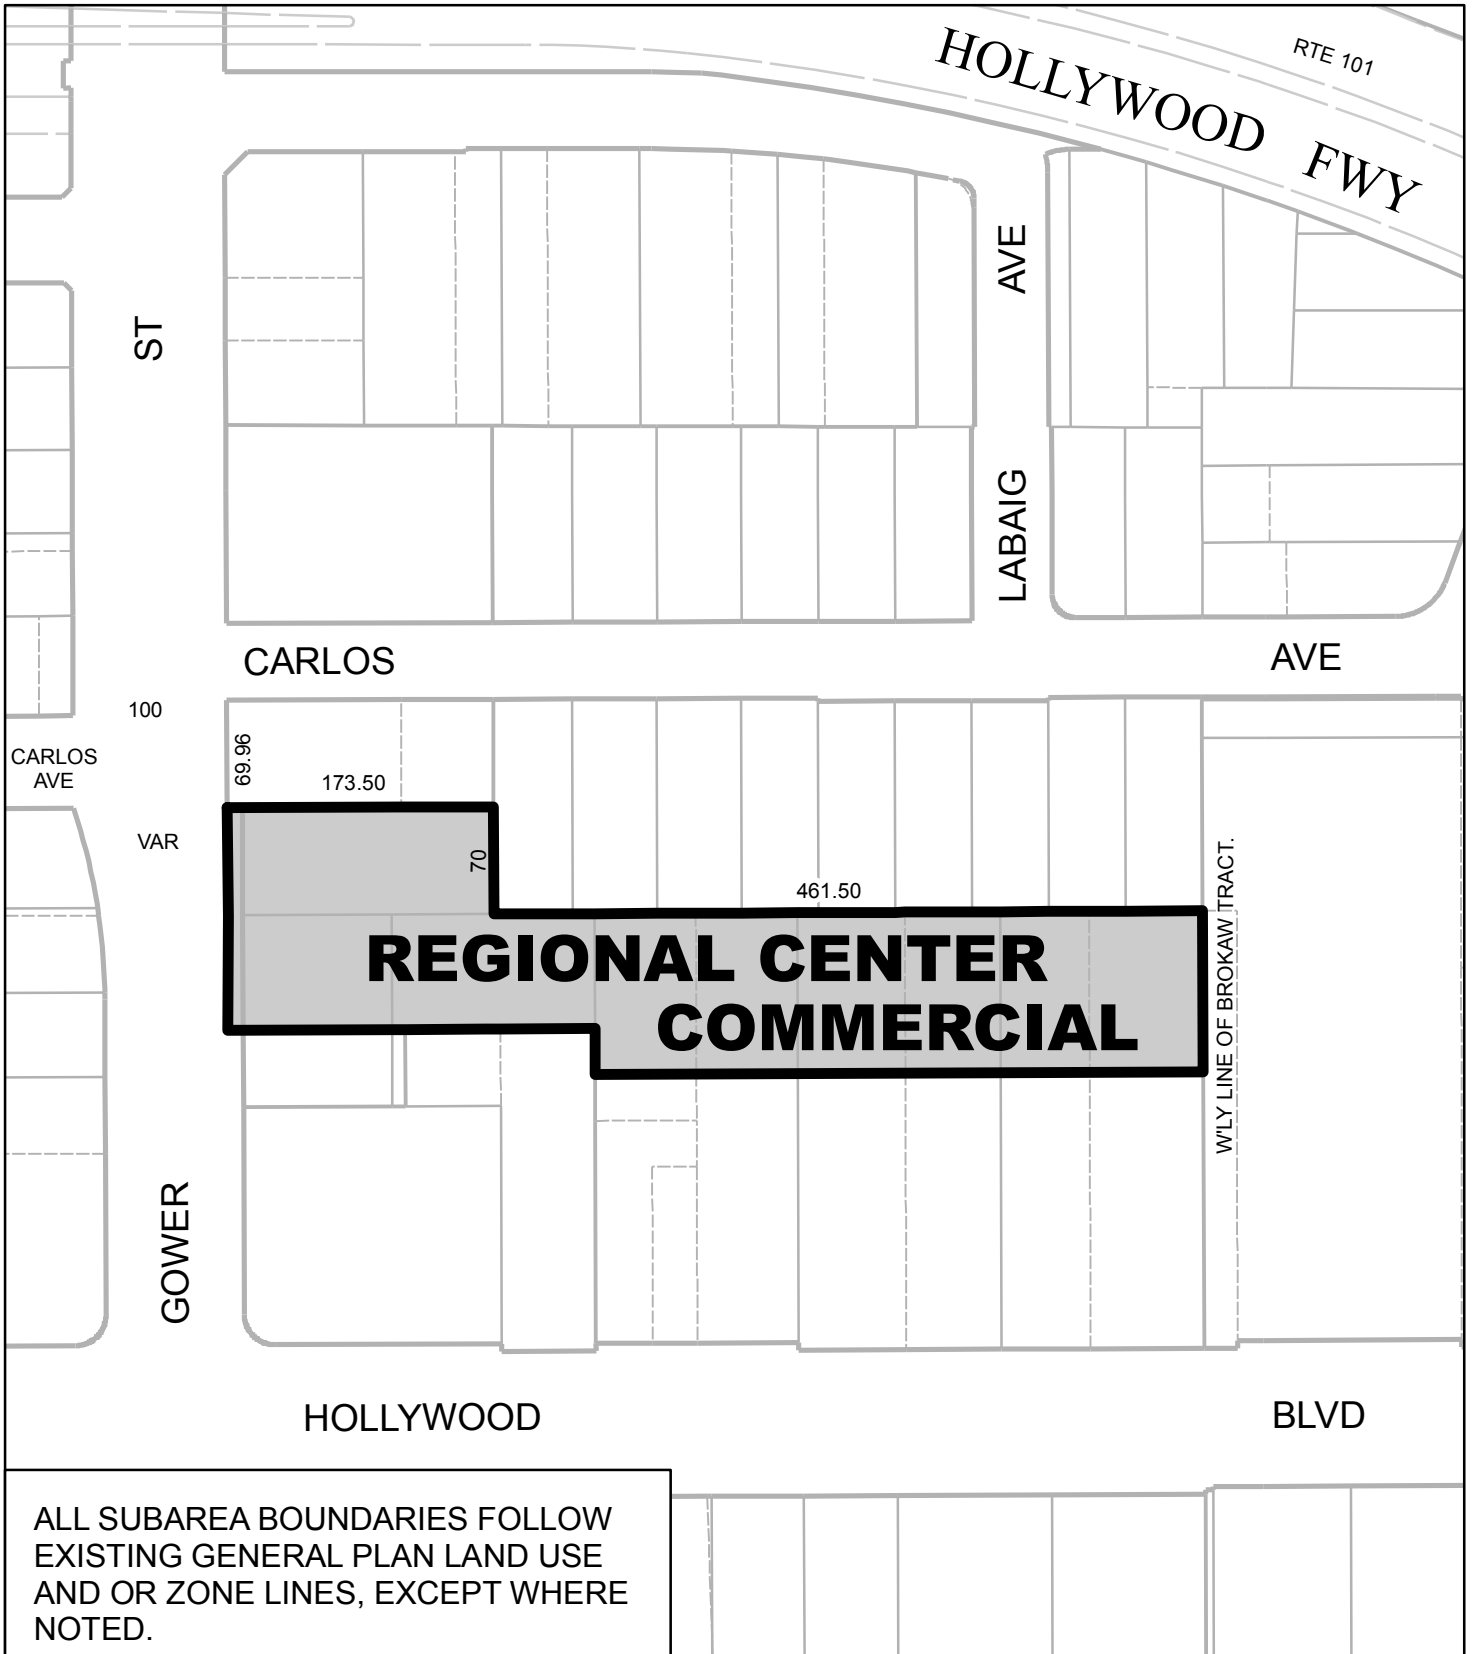 RTE 101
HOLLYWOOD FWY
AVE
ST
LABAIG
CARLOS
AVE
100
69.96
CARLOS
AVE
173.50
VAR
70
461.50
W'LY LINE OF BROKAW TRACT.
REGIONAL CENTER
COMMERCIAL
GOWER
HOLLYWOOD
BLVD
ALL SUBAREA BOUNDARIES FOLLOW
EXISTING GENERAL PLAN LAND USE
AND OR ZONE LINES, EXCEPT WHERE
NOTED.